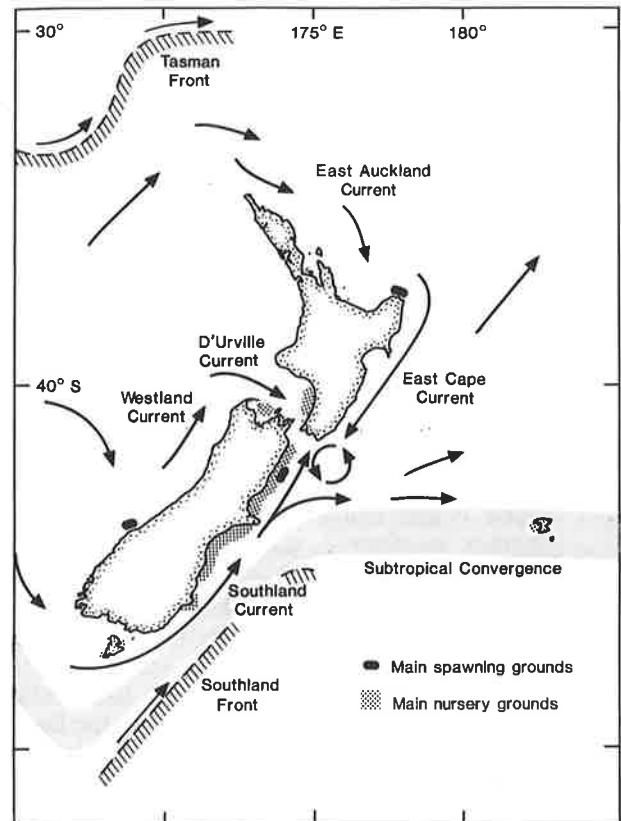 30°
175° E
180°
Tasman
Front
East Auckland
Current
D'Urville
Current
40° S
Westland
Current
East Cape
Current
Subtropical Convergence
Southland
Current
Southland
Front
Main spawning grounds
Main nursery grounds